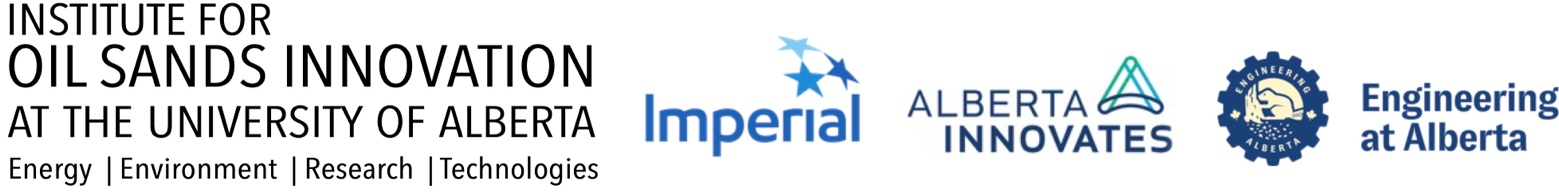 INSTITUTE FOR
OIL SANDS INNOVATION
AT THE UNIVERSITY OF ALBERTA
Energy | Environment | Research | Technologies
Imperial
ALBERTA
INNOVATES
ENGINEERING
ALBERTA
Engineering
at Alberta